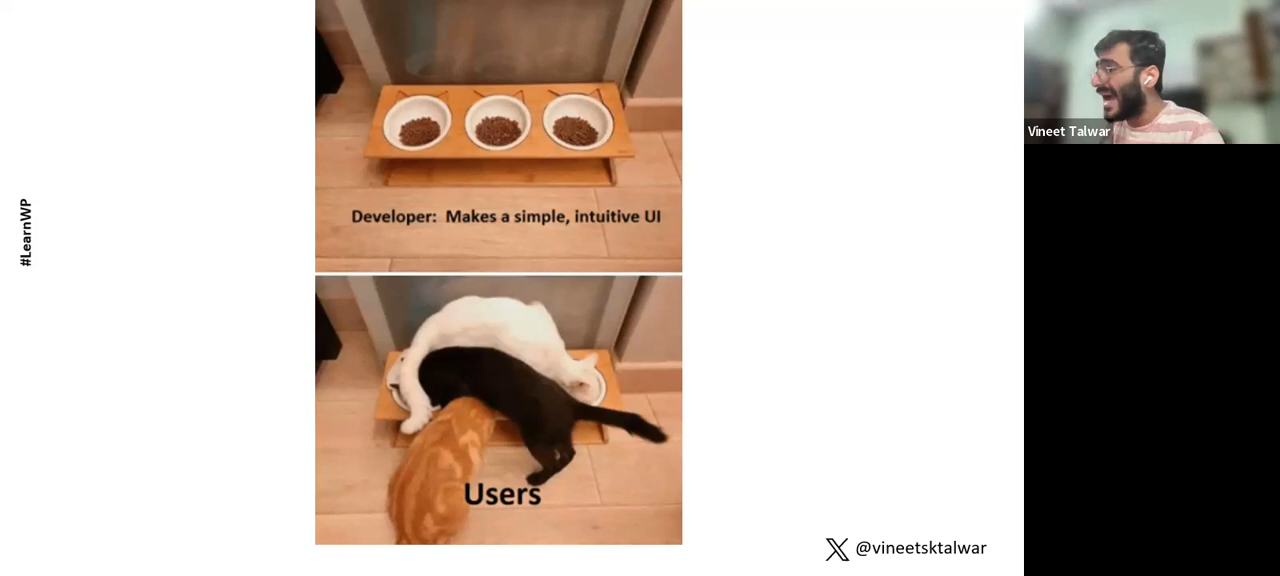 #LearnWP
Developer: Makes a simple, intuitive UI
Users
@vineetsktalwar
Vineet Talwar